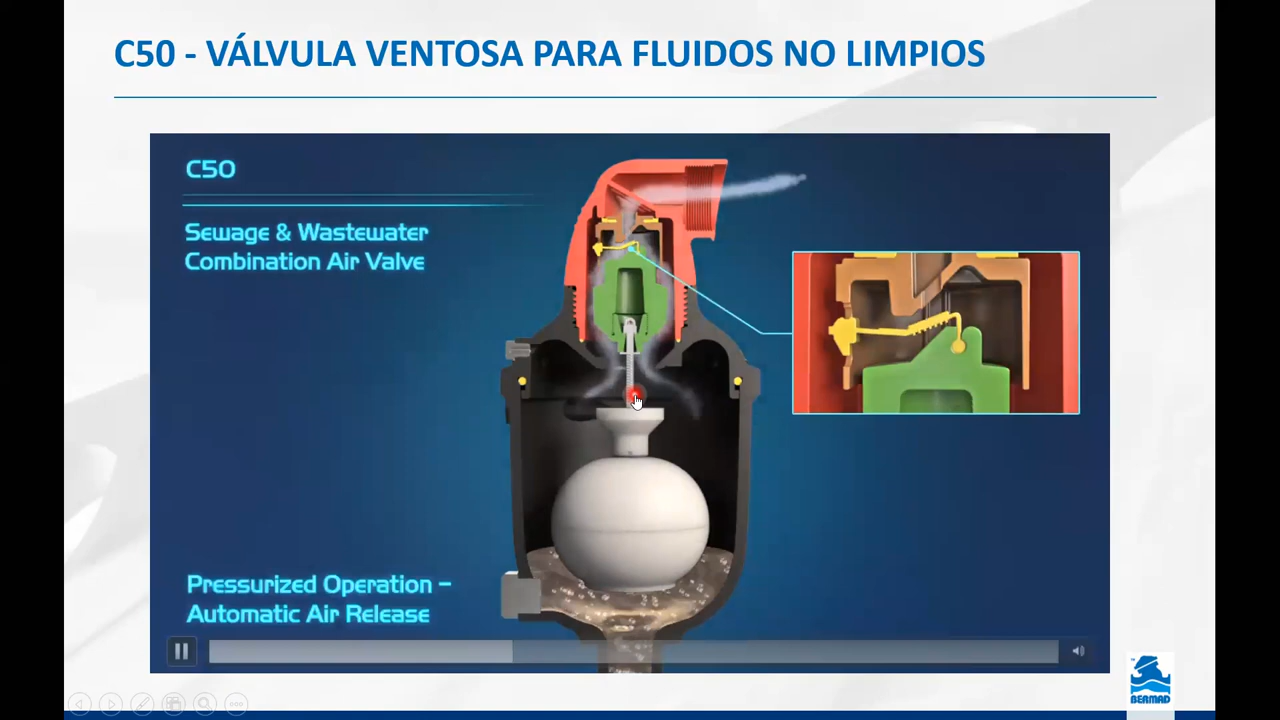 C50 - VÁLVULA VENTOSA PARA FLUIDOS NO LIMPIOS
C50
Sewage & Wastewater
Combination Air Valve
Pressurized Operation –
Automatic Air Release
BERMAD